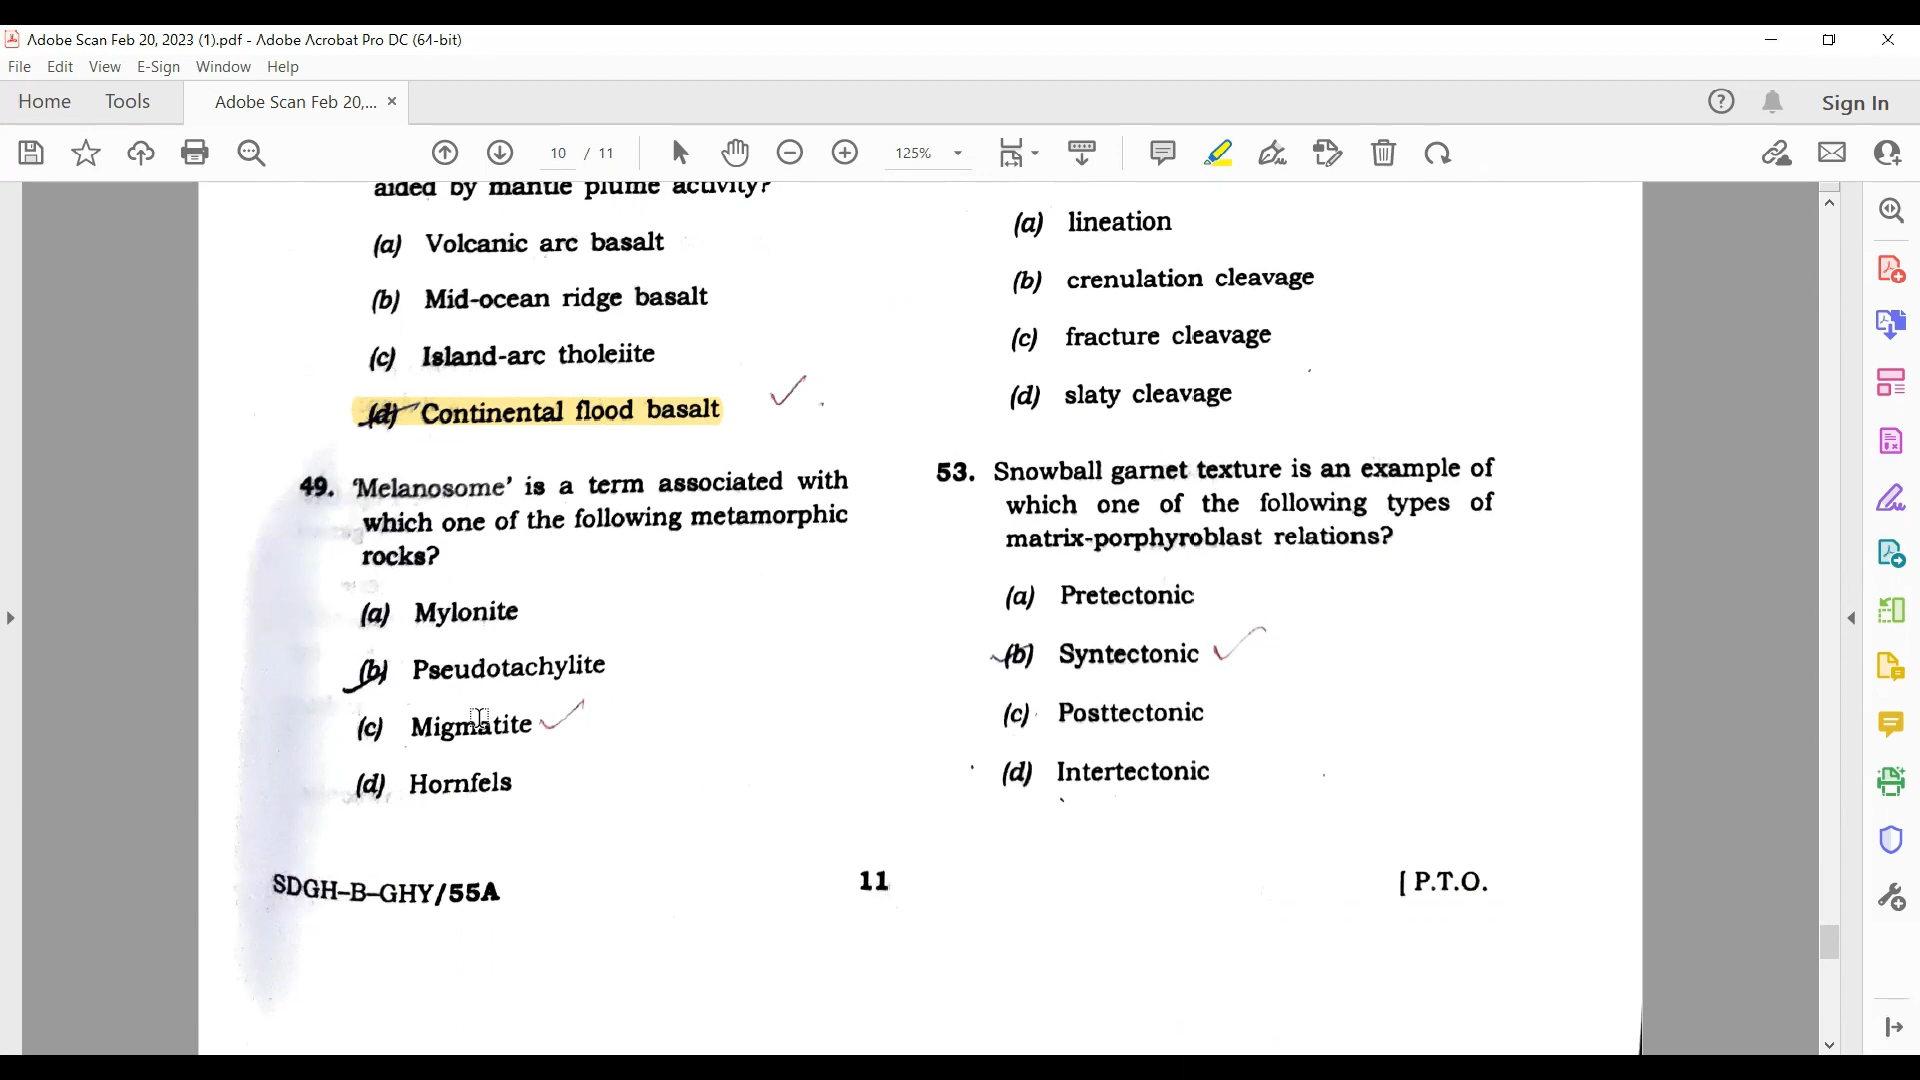 Adobe Scan Feb 20, 2023 (1).pdf - Adobe Acrobat Pro DC (64-bit)
File Edit View E-Sign Window Help
Home Tools Adobe Scan Feb 20,... × Sign In
10 / 11 125%
aided by mantle plume activity?
(a) Volcanic arc basalt
(b) Mid-ocean ridge basalt
(c) Island-arc tholeiite
(d) Continental flood basalt
49. ‘Melanosome’ is a term associated with
which one of the following metamorphic
rocks?
(a) Mylonite
(b) Pseudotachylite
(c) Migmatite
(d) Hornfels
(a) lineation
(b) crenulation cleavage
(c) fracture cleavage
(d) slaty cleavage
53. Snowball garnet texture is an example of
which one of the following types of
matrix-porphyroblast relations?
(a) Pretectonic
(b) Syntectonic
(c) Posttectonic
(d) Intertectonic
SDGH-B-GHY/55A 11 [ P.T.O.